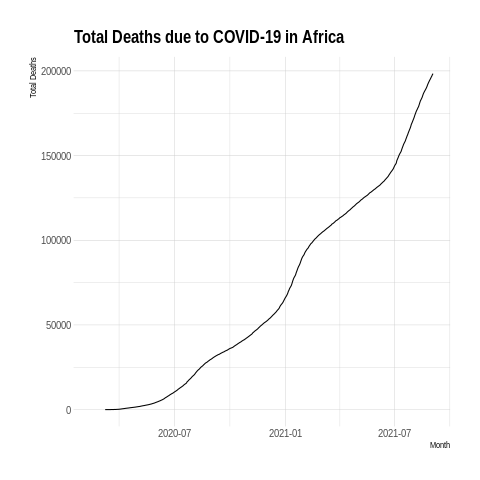 Total Deaths due to COVID-19 in Africa
Total Deaths
200000
150000
100000
50000
0
2020-07
2021-01
2021-07
Month